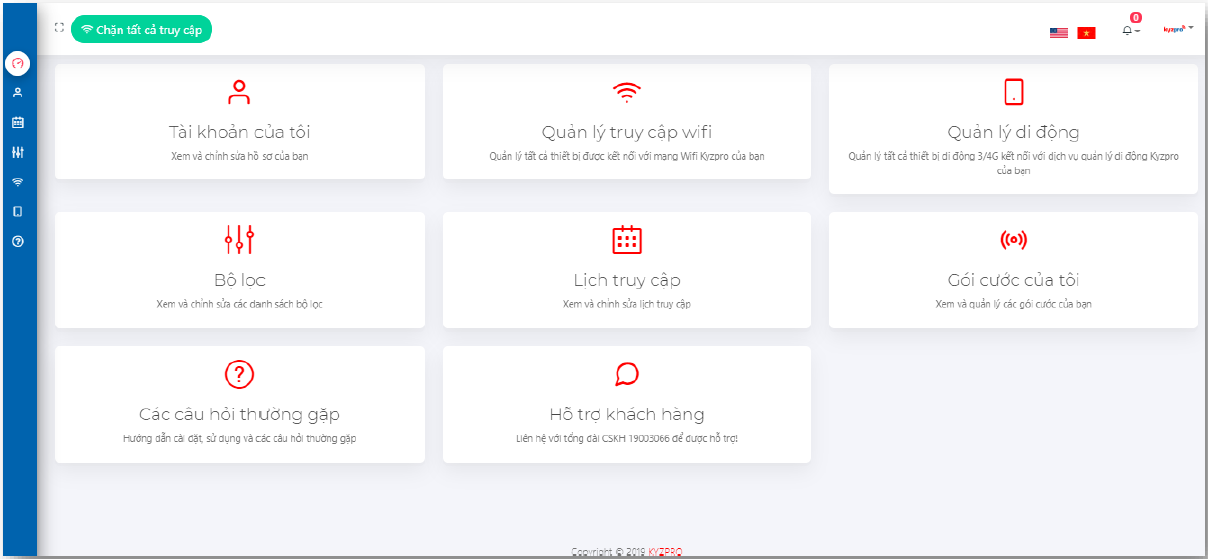 Chặn tất cả truy cập
0
kyzpro
Tài khoản của tôi
Xem và chỉnh sửa hồ sơ của bạn
Quản lý truy cập wifi
Quản lý tất cả thiết bị được kết nối với mạng Wifi Kyzpro của bạn
Quản lý di động
Quản lý tất cả thiết bị di động 3/4G kết nối với dịch vụ quản lý di động Kyzpro
của bạn
Bộ lọc
Xem và chỉnh sửa các danh sách bộ lọc
Lịch truy cập
Xem và chỉnh sửa lịch truy cập
Gói cước của tôi
Xem và quản lý các gói cước của bạn
Các câu hỏi thường gặp
Hướng dẫn cài đặt, sử dụng và các câu hỏi thường gặp
Hỗ trợ khách hàng
Liên hệ với tổng đài CSKH 19003066 để được hỗ trợ!
Copyright © 2019 KYZPRO